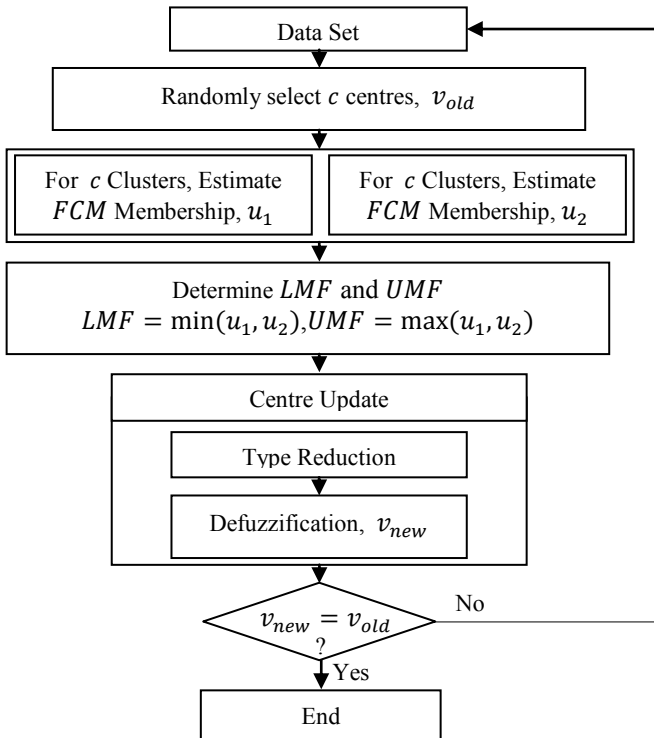 Data Set
Randomly select c centres, v_old
For c Clusters, Estimate
FCM Membership, u_1
For c Clusters, Estimate
FCM Membership, u_2
Determine LMF and UMF
LMF = min(u_1, u_2),UMF = max(u_1, u_2)
Centre Update
Type Reduction
Defuzzification, v_new
v_new = v_old
?
No
Yes
End